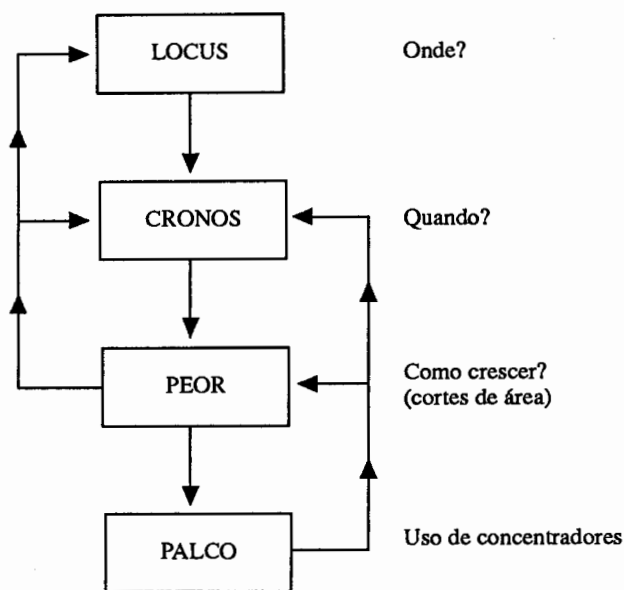 LOCUS
Onde?
CRONOS
Quando?
PEOR
Como crescer?
(cortes de área)
PALCO
Uso de concentradores